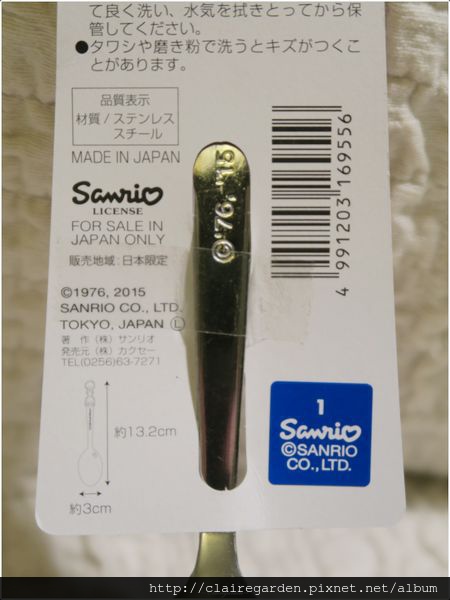 て良く洗い、水気を拭きとってから保
管してください。
●タワシや磨き粉で洗うとキズがつくこ
とがあります。
品質表示
材質/ステンレス
スチール
MADE IN JAPAN
Sanrio
LICENSE
FOR SALE IN
JAPAN ONLY
販売地域:日本限定
©1976, 2015
SANRIO CO., LTD.
TOKYO, JAPAN Ⓛ
著 作(株)サンリオ
発売元(株)カクセー
TEL(0256)63-7271
約13.2cm
約3cm
©'76, '15
4 991203 169556
1
Sanrio
©SANRIO
CO., LTD.
http://clairegarden.pixnet.net/album